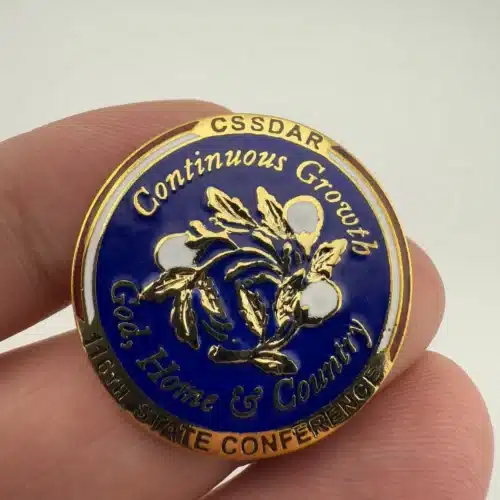 CSSDAR
Continuous Growth
God, Home & Country
116TH STATE CONFERENCE